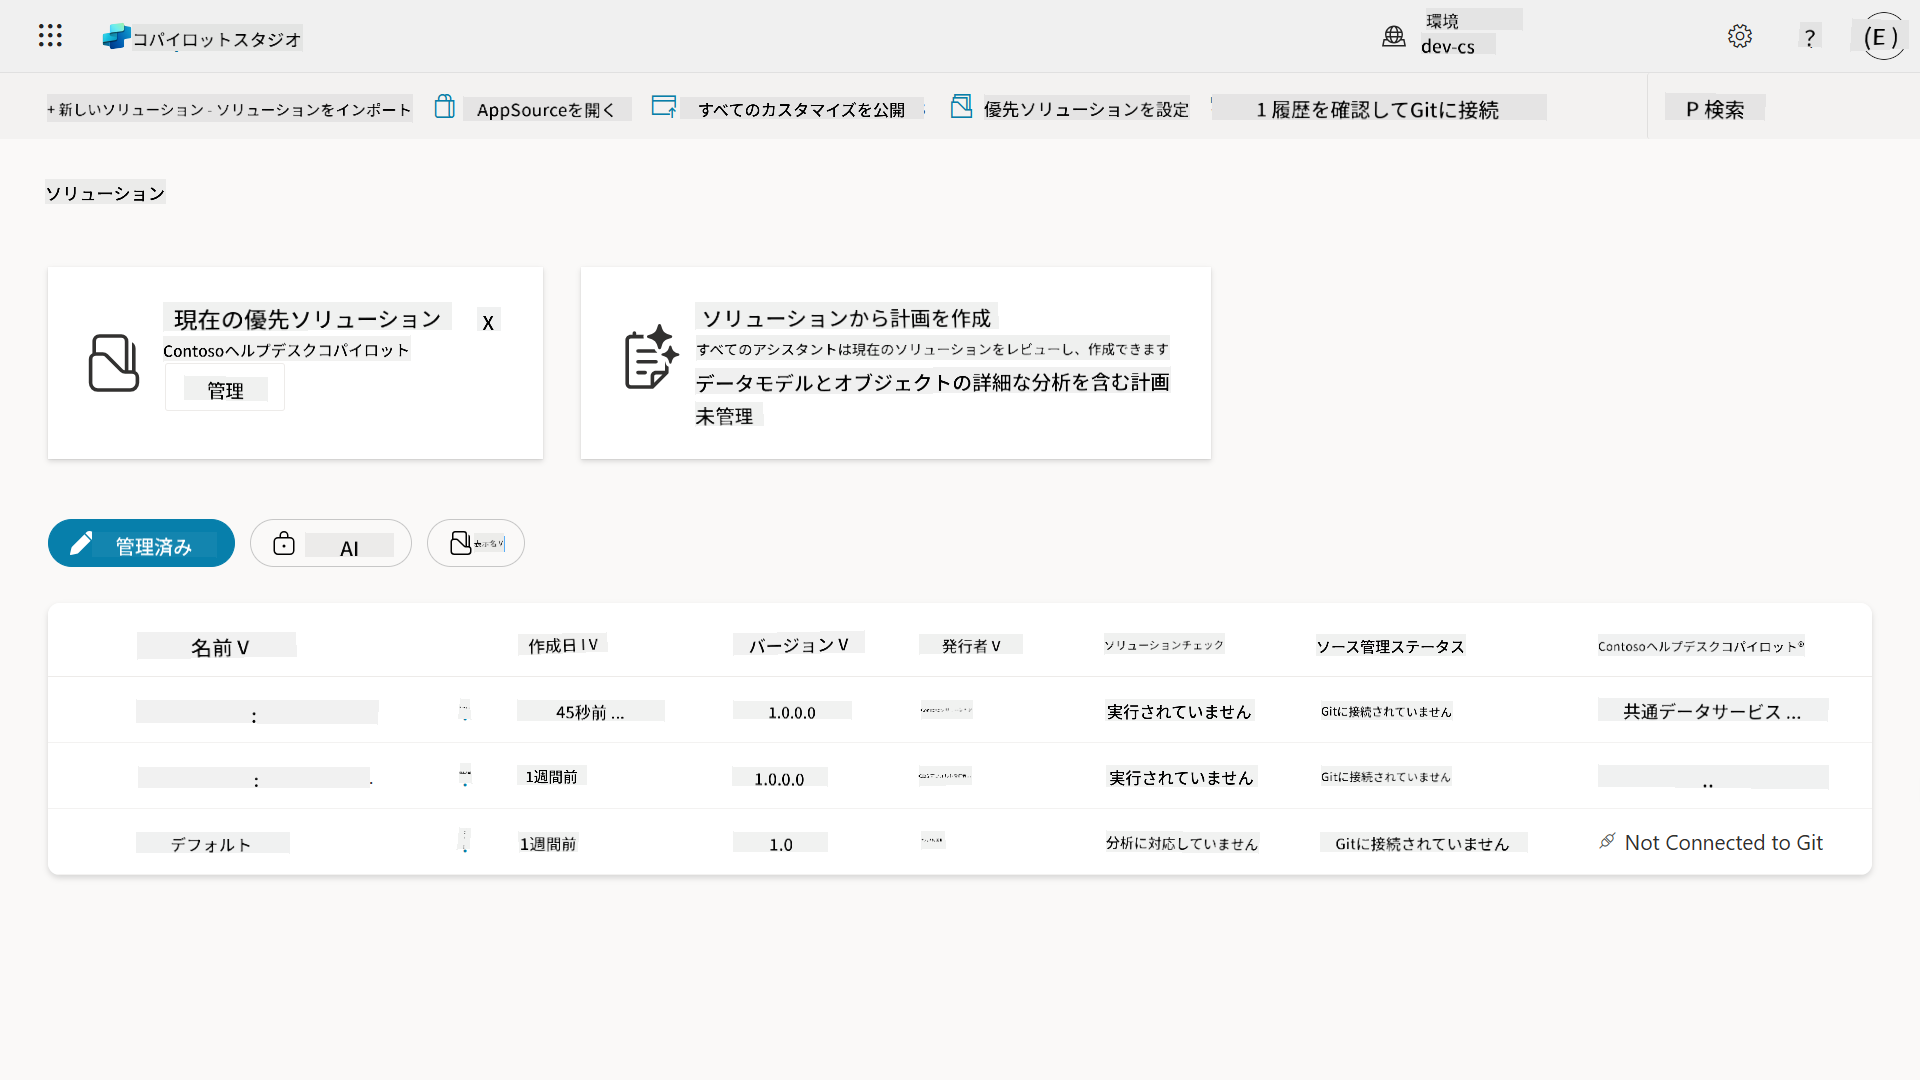 コパイロットスタジオ
環境
dev-cs
?
(E )
+ 新しいソリューション - ソリューションをインポート
AppSourceを開く
すべてのカスタマイズを公開
優先ソリューションを設定
1 履歴を確認してGitに接続
P 検索
ソリューション
現在の優先ソリューション
X
Contosoヘルプデスクコパイロット
管理
ソリューションから計画を作成
すべてのアシスタントは現在のソリューションをレビューし、作成できます
データモデルとオブジェクトの詳細な分析を含む計画
未管理
管理済み
AI
表示名 V
名前 V
作成日 I V
バージョン V
発行者 V
ソリューションチェック
ソース管理ステータス
Contosoヘルプデスクコパイロット®
:
45秒前 ...
1.0.0.0
実行されていません
Gitに接続されていません
共通データサービス ...
: .
1週間前
1.0.0.0
実行されていません
Gitに接続されていません
..
デフォルト
1週間前
1.0
分析に対応していません
Gitに接続されていません
Not Connected to Git